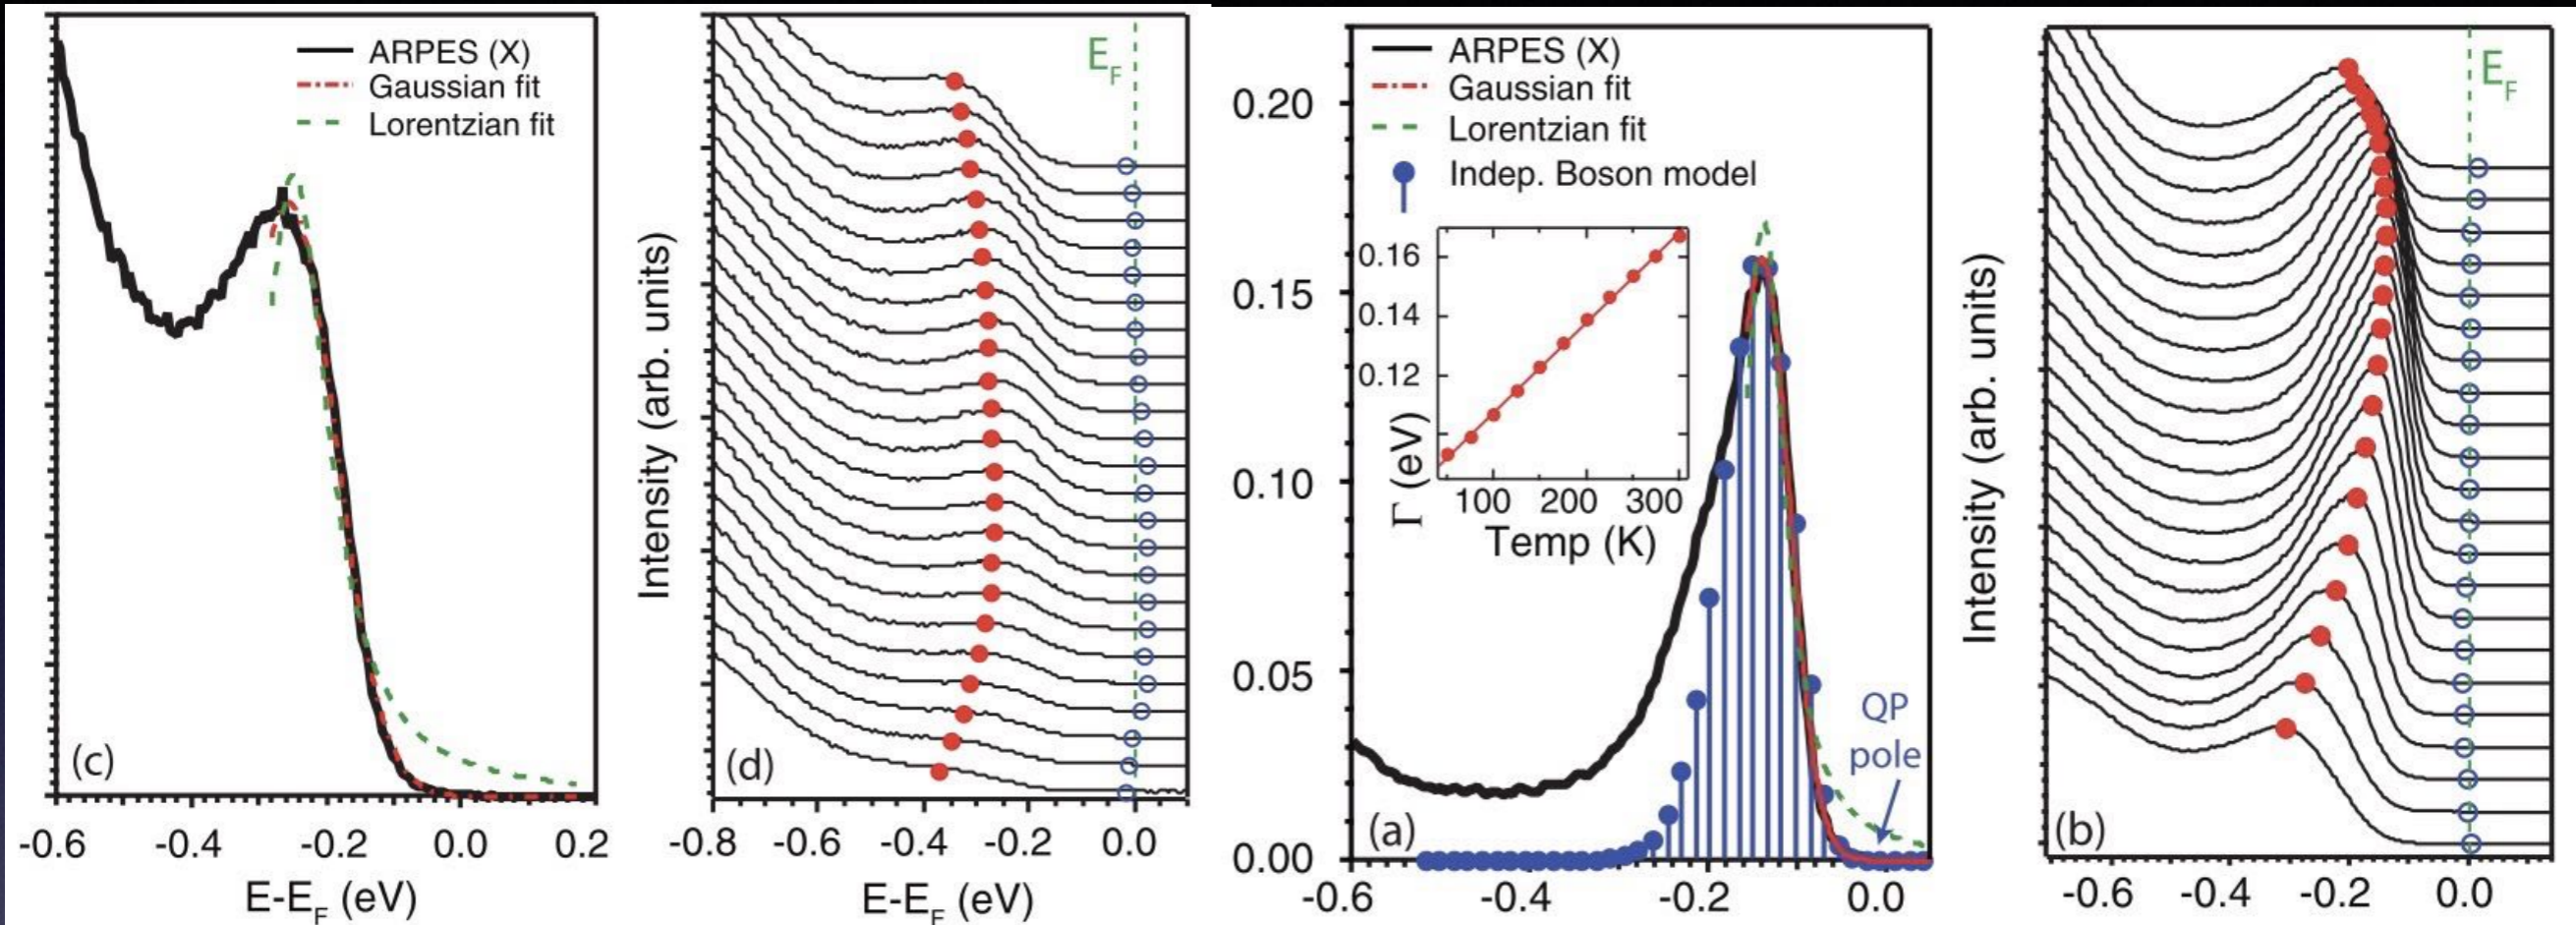 ARPES (X)
Gaussian fit
Lorentzian fit
(c)
-0.6 -0.4 -0.2 0.0 0.2
E-EF (eV)
Intensity (arb. units)
EF
(d)
-0.8 -0.6 -0.4 -0.2 0.0
E-EF (eV)
ARPES (X)
Gaussian fit
Lorentzian fit
Indep. Boson model
0.20
0.15
0.10
0.05
0.00
0.16
0.14
0.12
Γ (eV)
100 200 300
Temp (K)
QP
pole
(a)
-0.6 -0.4 -0.2 0.0
Intensity (arb. units)
EF
(b)
-0.6 -0.4 -0.2 0.0